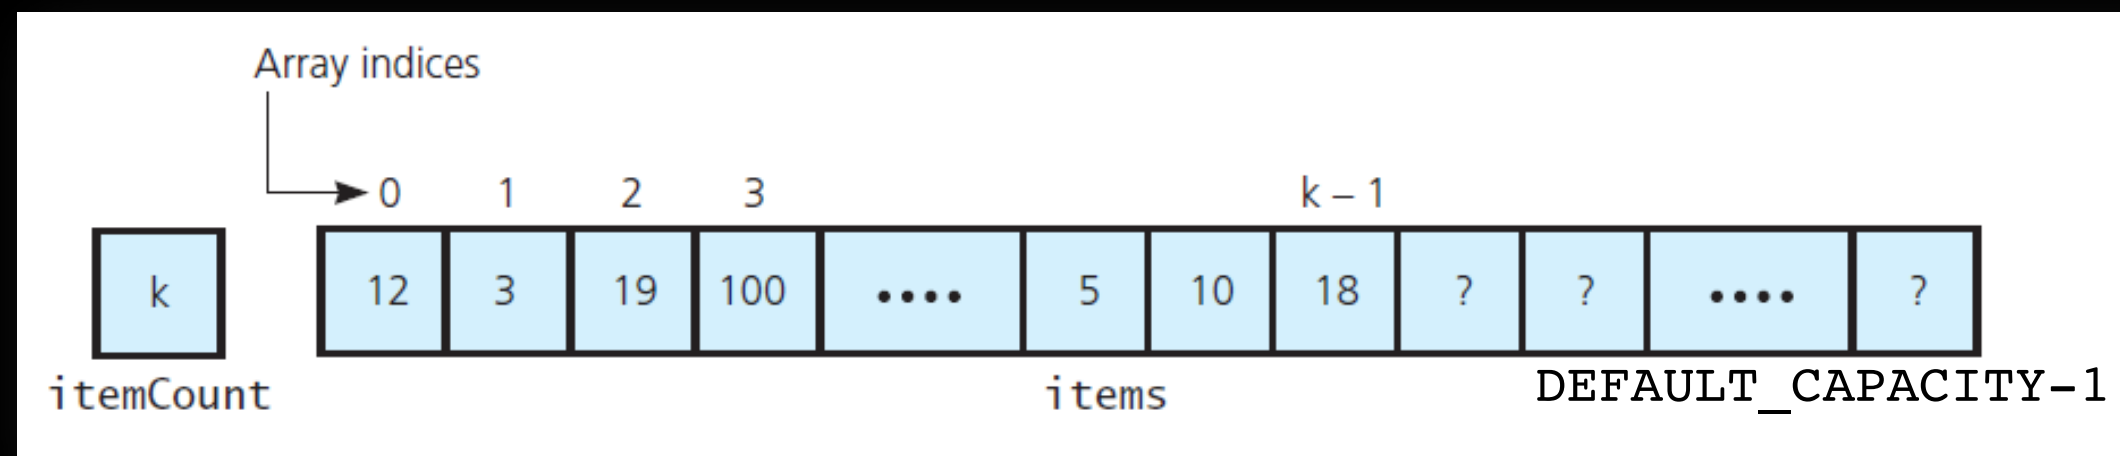 Array indices
0 1 2 3 k – 1
k 12 3 19 100 .... 5 10 18 ? ? .... ?
itemCount items DEFAULT_CAPACITY-1